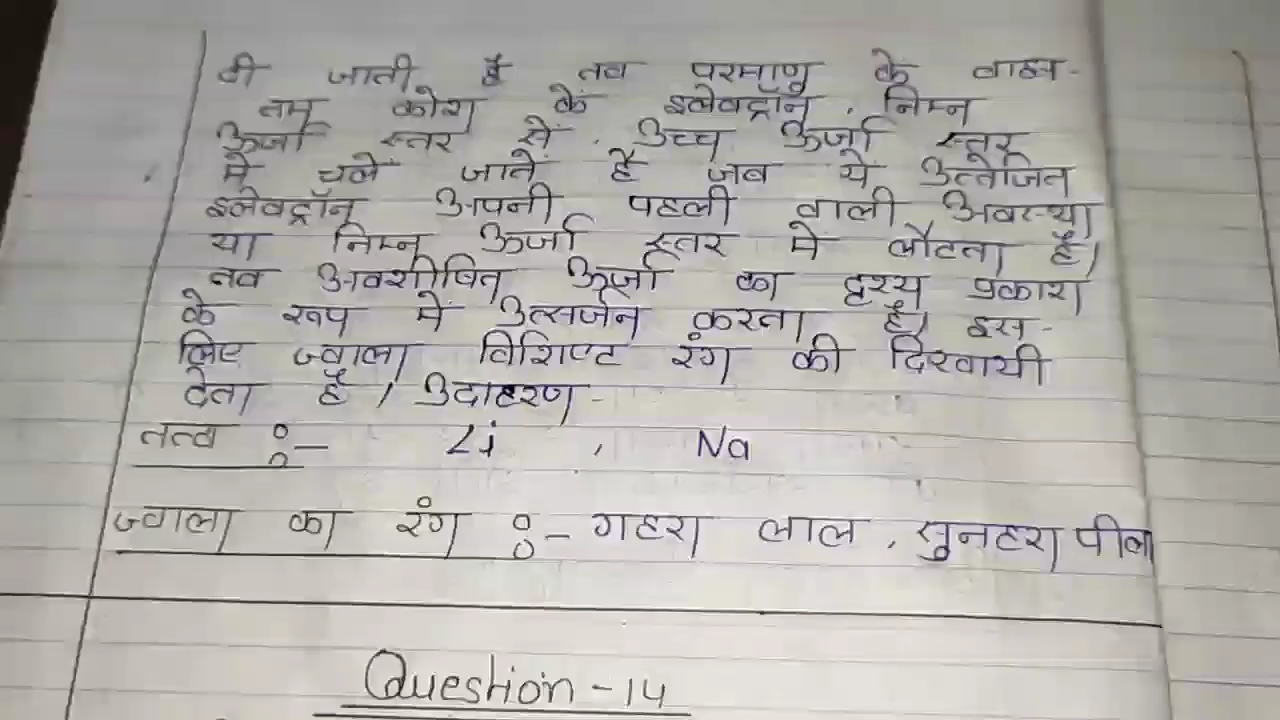 दी जाती है तब परमाणु के बाह्य-
तम कोश के इलेक्ट्रॉन, निम्न
ऊर्जा स्तर से उच्च ऊर्जा स्तर
में चले जाते हैं जब ये उत्तेजित
इलेक्ट्रॉन अपनी पहली वाली अवस्था
या निम्न ऊर्जा स्तर में लौटता है।
तब अवशोषित ऊर्जा का दृश्य प्रकाश
के रूप में उत्सर्जन करता है। इस-
लिए ज्वाला विशिष्ट रंग की दिखायी
देता है। उदाहरण-
तत्व :- Li , Na
ज्वाला का रंग :- गहरा लाल, सुनहरा पीला
Question-14